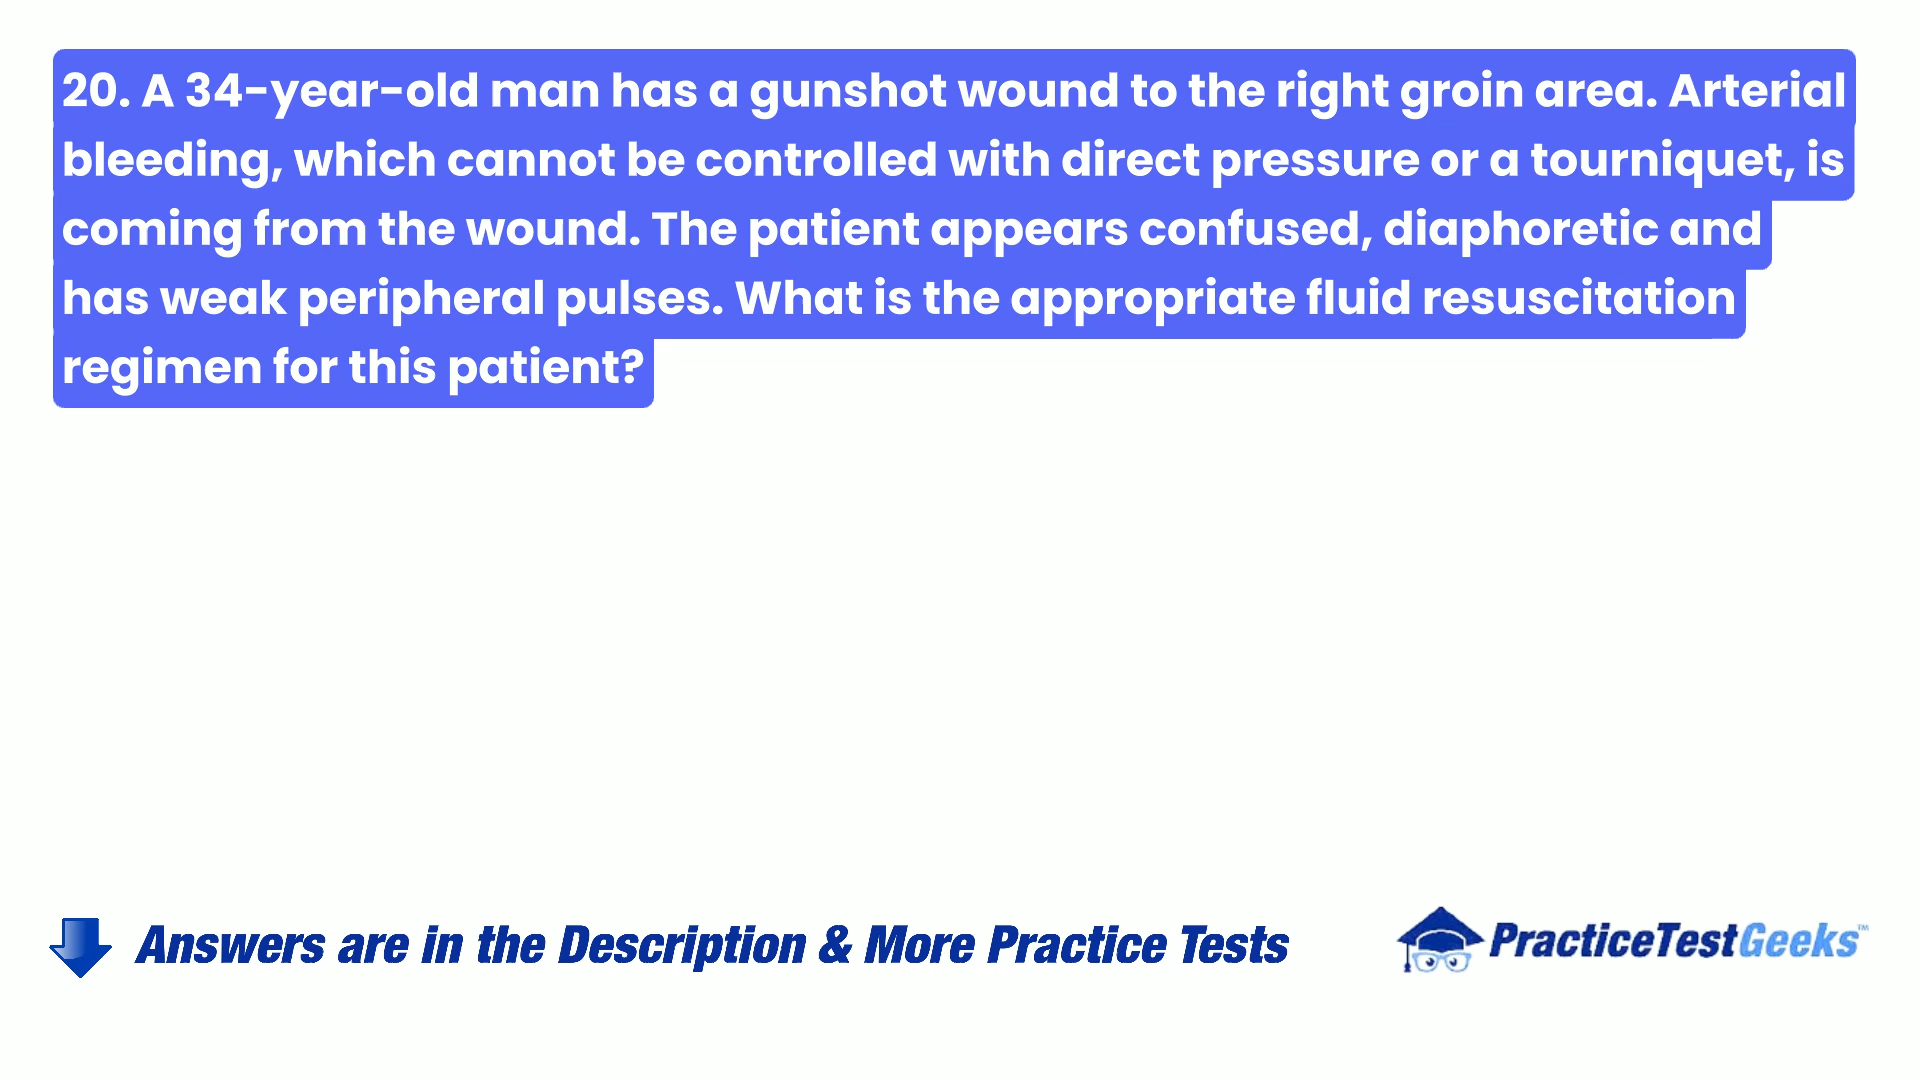 20. A 34-year-old man has a gunshot wound to the right groin area. Arterial
bleeding, which cannot be controlled with direct pressure or a tourniquet, is
coming from the wound. The patient appears confused, diaphoretic and
has weak peripheral pulses. What is the appropriate fluid resuscitation
regimen for this patient?
Answers are in the Description & More Practice Tests
PracticeTestGeeks™